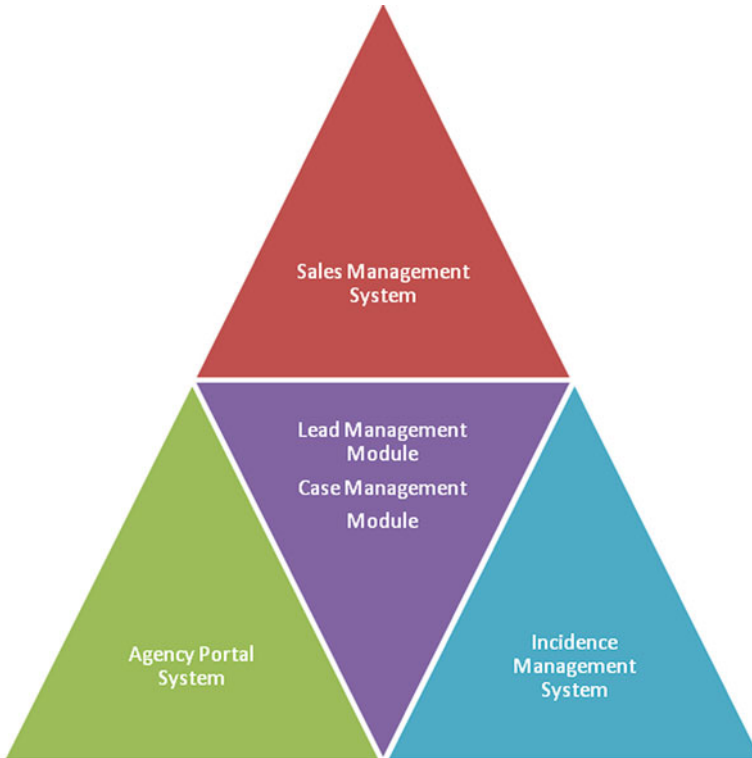 Sales Management
System
Lead Management
Module
Case Management
Module
Agency Portal
System
Incidence
Management
System